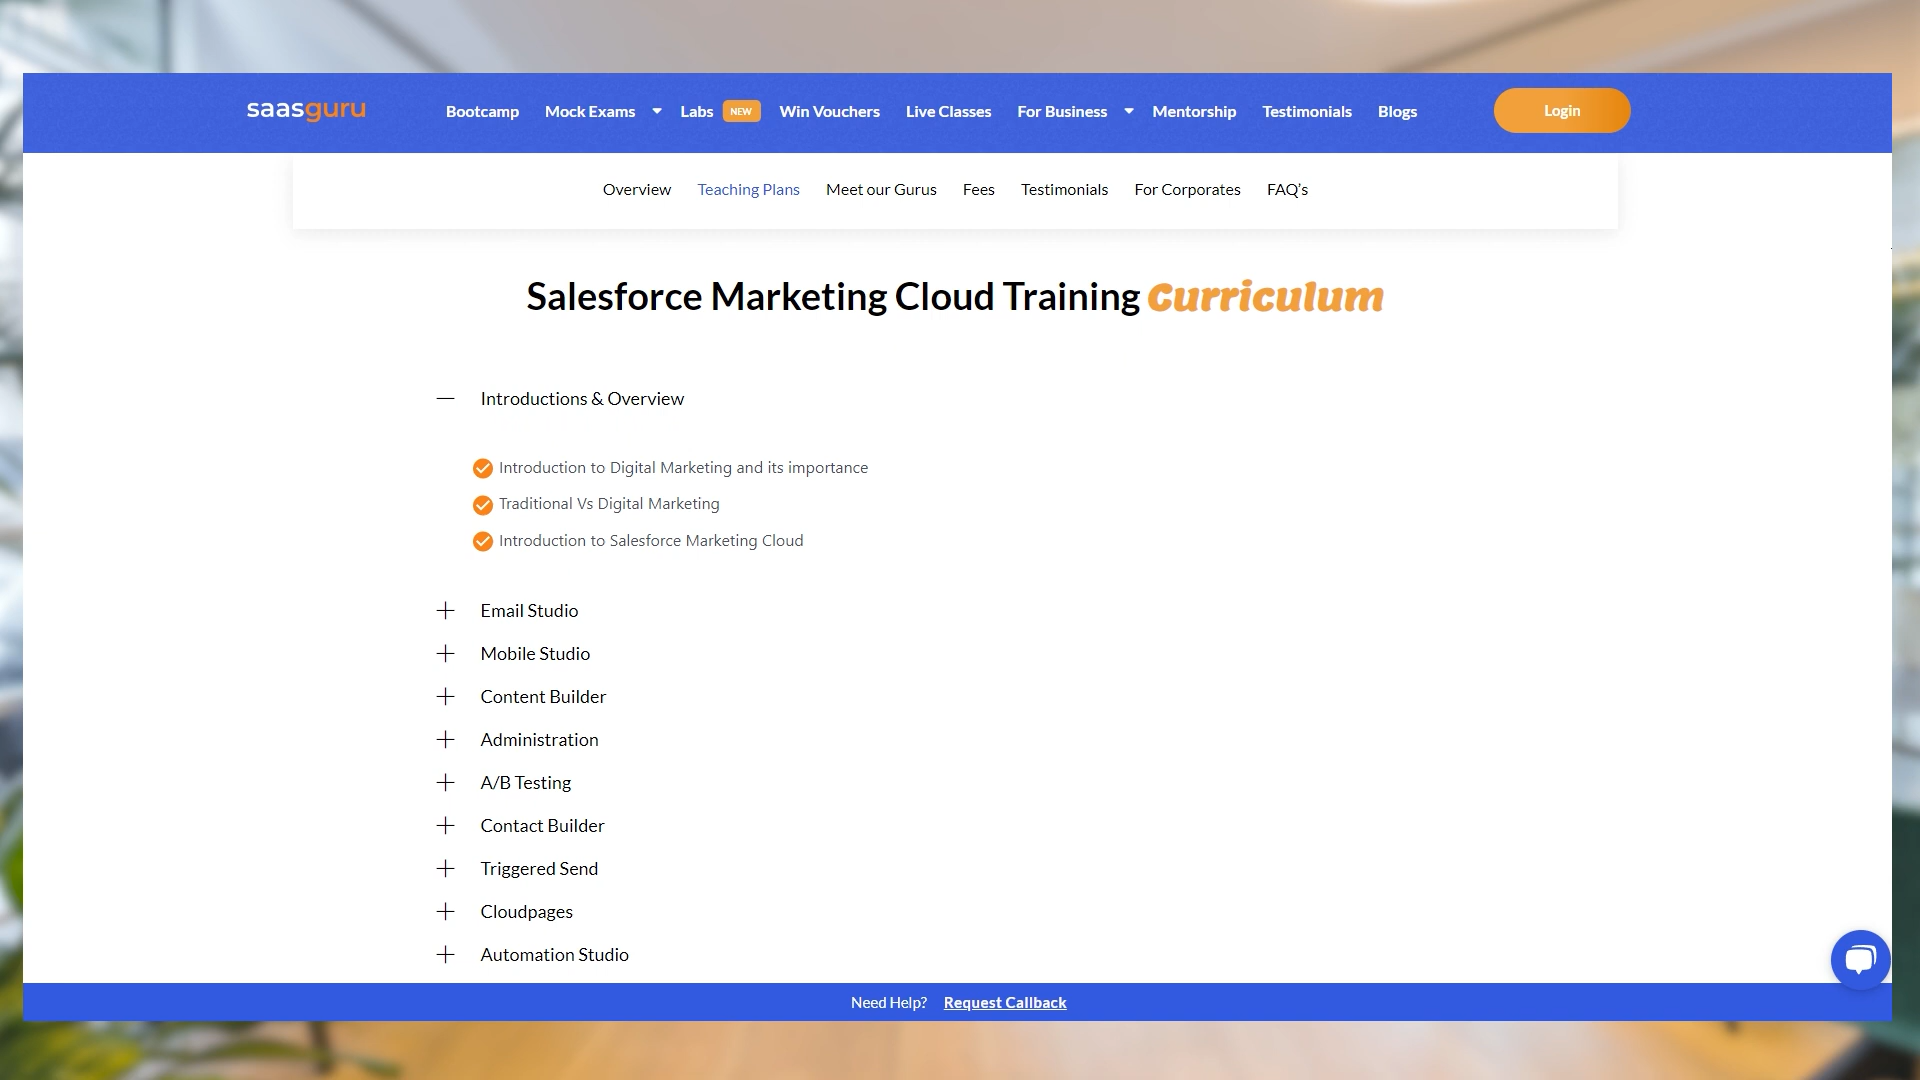 saasguru Bootcamp Mock Exams Labs NEW Win Vouchers Live Classes For Business Mentorship Testimonials Blogs Login
Overview Teaching Plans Meet our Gurus Fees Testimonials For Corporates FAQ's
Salesforce Marketing Cloud Training Curriculum
Introductions & Overview
Introduction to Digital Marketing and its importance
Traditional Vs Digital Marketing
Introduction to Salesforce Marketing Cloud
Email Studio
Mobile Studio
Content Builder
Administration
A/B Testing
Contact Builder
Triggered Send
Cloudpages
Automation Studio
Need Help? Request Callback